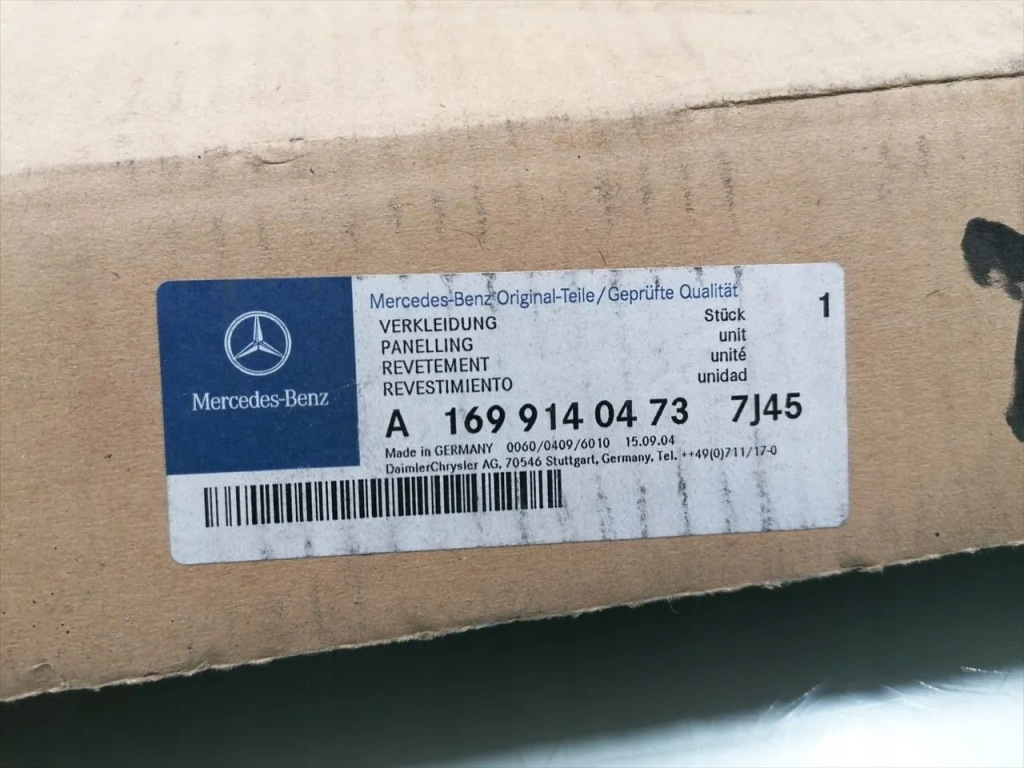 Mercedes-Benz
Mercedes-Benz Original-Teile/Geprüfte Qualität
VERKLEIDUNG
PANELLING
REVETEMENT
REVESTIMIENTO
Stück
unit
unité
unidad
1
A 169 914 04 73 7J45
Made in GERMANY 0060/0409/6010 15.09.04
DaimlerChrysler AG, 70546 Stuttgart, Germany, Tel. ++49(0)711/17-0